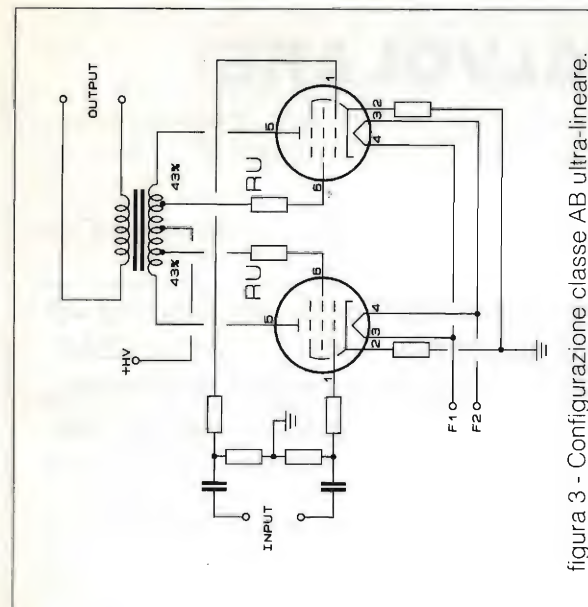 OUTPUT
+HV
43%
43%
RU
RU
INPUT
5
5
1
6
6
1
2
3
4
4
3
2
F1
F2
figura 3 - Configurazione classe AB ultra-lineare.